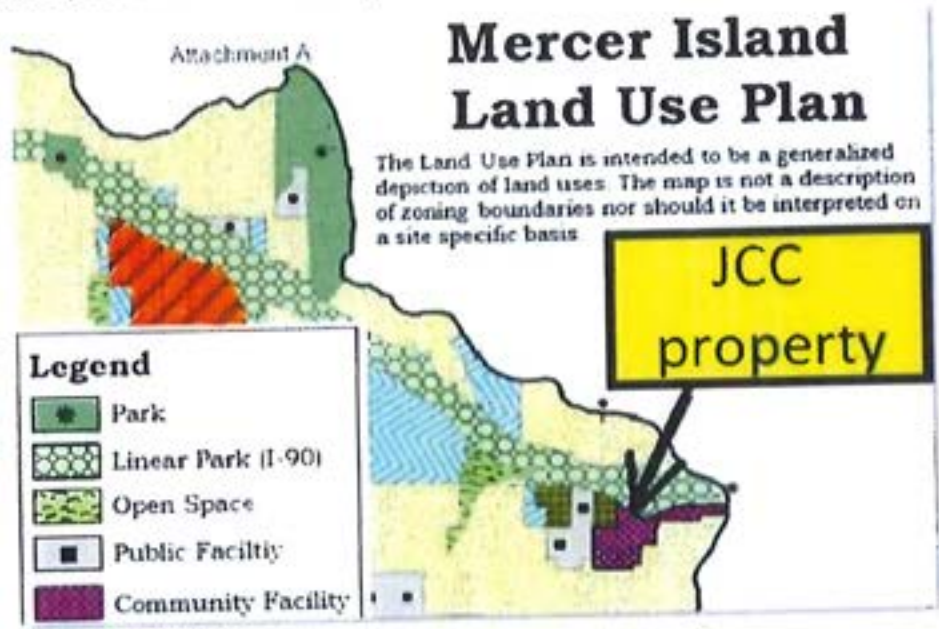 Attachment A
Mercer Island
Land Use Plan
The Land Use Plan is intended to be a generalized
depiction of land uses. The map is not a description
of zoning boundaries nor should it be interpreted on
a site specific basis
JCC
property
Legend
Park
Linear Park (I-90)
Open Space
Public Faciltiy
Community Facility